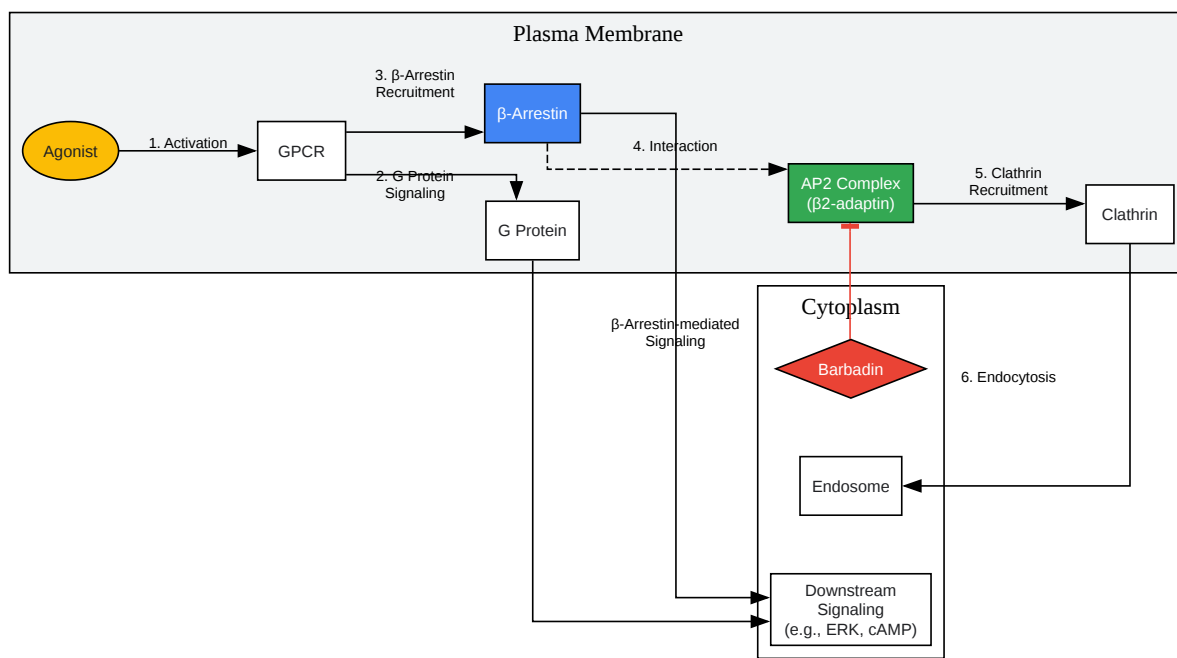 Plasma Membrane
3. β-Arrestin
Recruitment
β-Arrestin
Agonist
1. Activation
GPCR
4. Interaction
2. G Protein
Signaling
AP2 Complex
(β2-adaptin)
5. Clathrin
Recruitment
G Protein
Clathrin
Cytoplasm
β-Arrestin-mediated
Signaling
Barbadin
6. Endocytosis
Endosome
Downstream
Signaling
(e.g., ERK, cAMP)